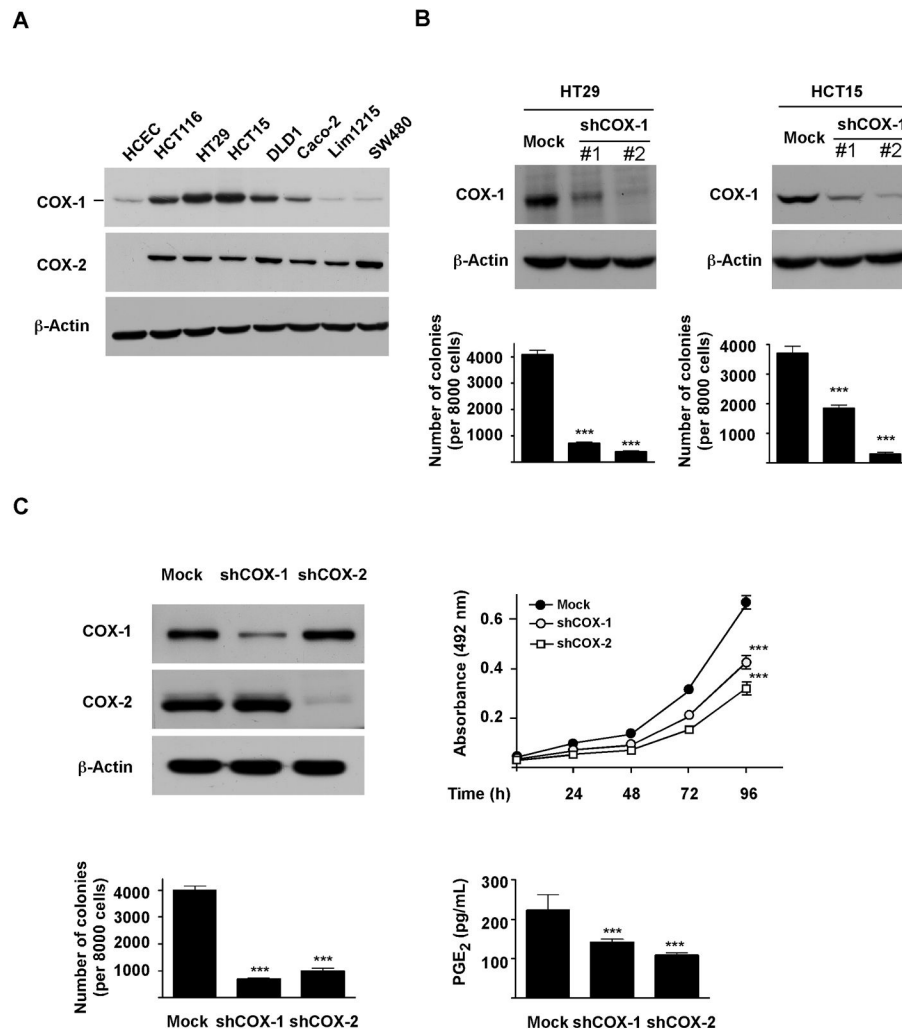 A
HCEC HCT116 HT29 HCT15 DLD1 Caco-2 Lim1215 SW480
COX-1
COX-2
β-Actin
B
HT29
Mock shCOX-1
#1 #2
COX-1
β-Actin
Number of colonies
(per 8000 cells)
4000
3000
2000
1000
***
***
HCT15
Mock shCOX-1
#1 #2
COX-1
β-Actin
Number of colonies
(per 8000 cells)
4000
3000
2000
1000
***
***
C
Mock shCOX-1 shCOX-2
COX-1
COX-2
β-Actin
Absorbance (492 nm)
0.6
0.4
0.2
Mock
shCOX-1
shCOX-2
***
***
Time (h) 24 48 72 96
Number of colonies
(per 8000 cells)
4000
3000
2000
1000
***
***
Mock shCOX-1 shCOX-2
PGE2 (pg/mL)
300
200
100
***
***
Mock shCOX-1 shCOX-2